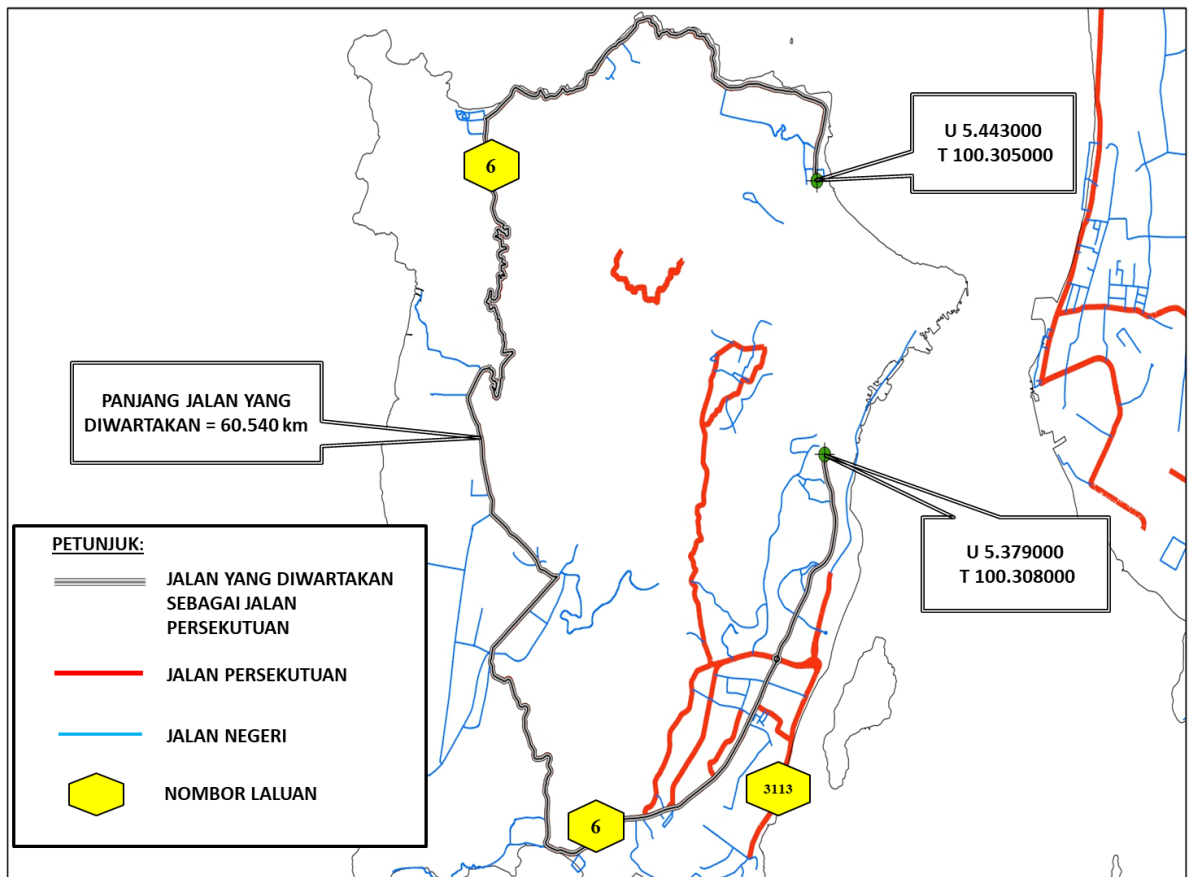 U 5.443000
T 100.305000
6
PANJANG JALAN YANG
DIWARTAKAN = 60.540 km
U 5.379000
T 100.308000
PETUNJUK:
JALAN YANG DIWARTAKAN
SEBAGAI JALAN
PERSEKUTUAN
JALAN PERSEKUTUAN
JALAN NEGERI
NOMBOR LALUAN
3113
6